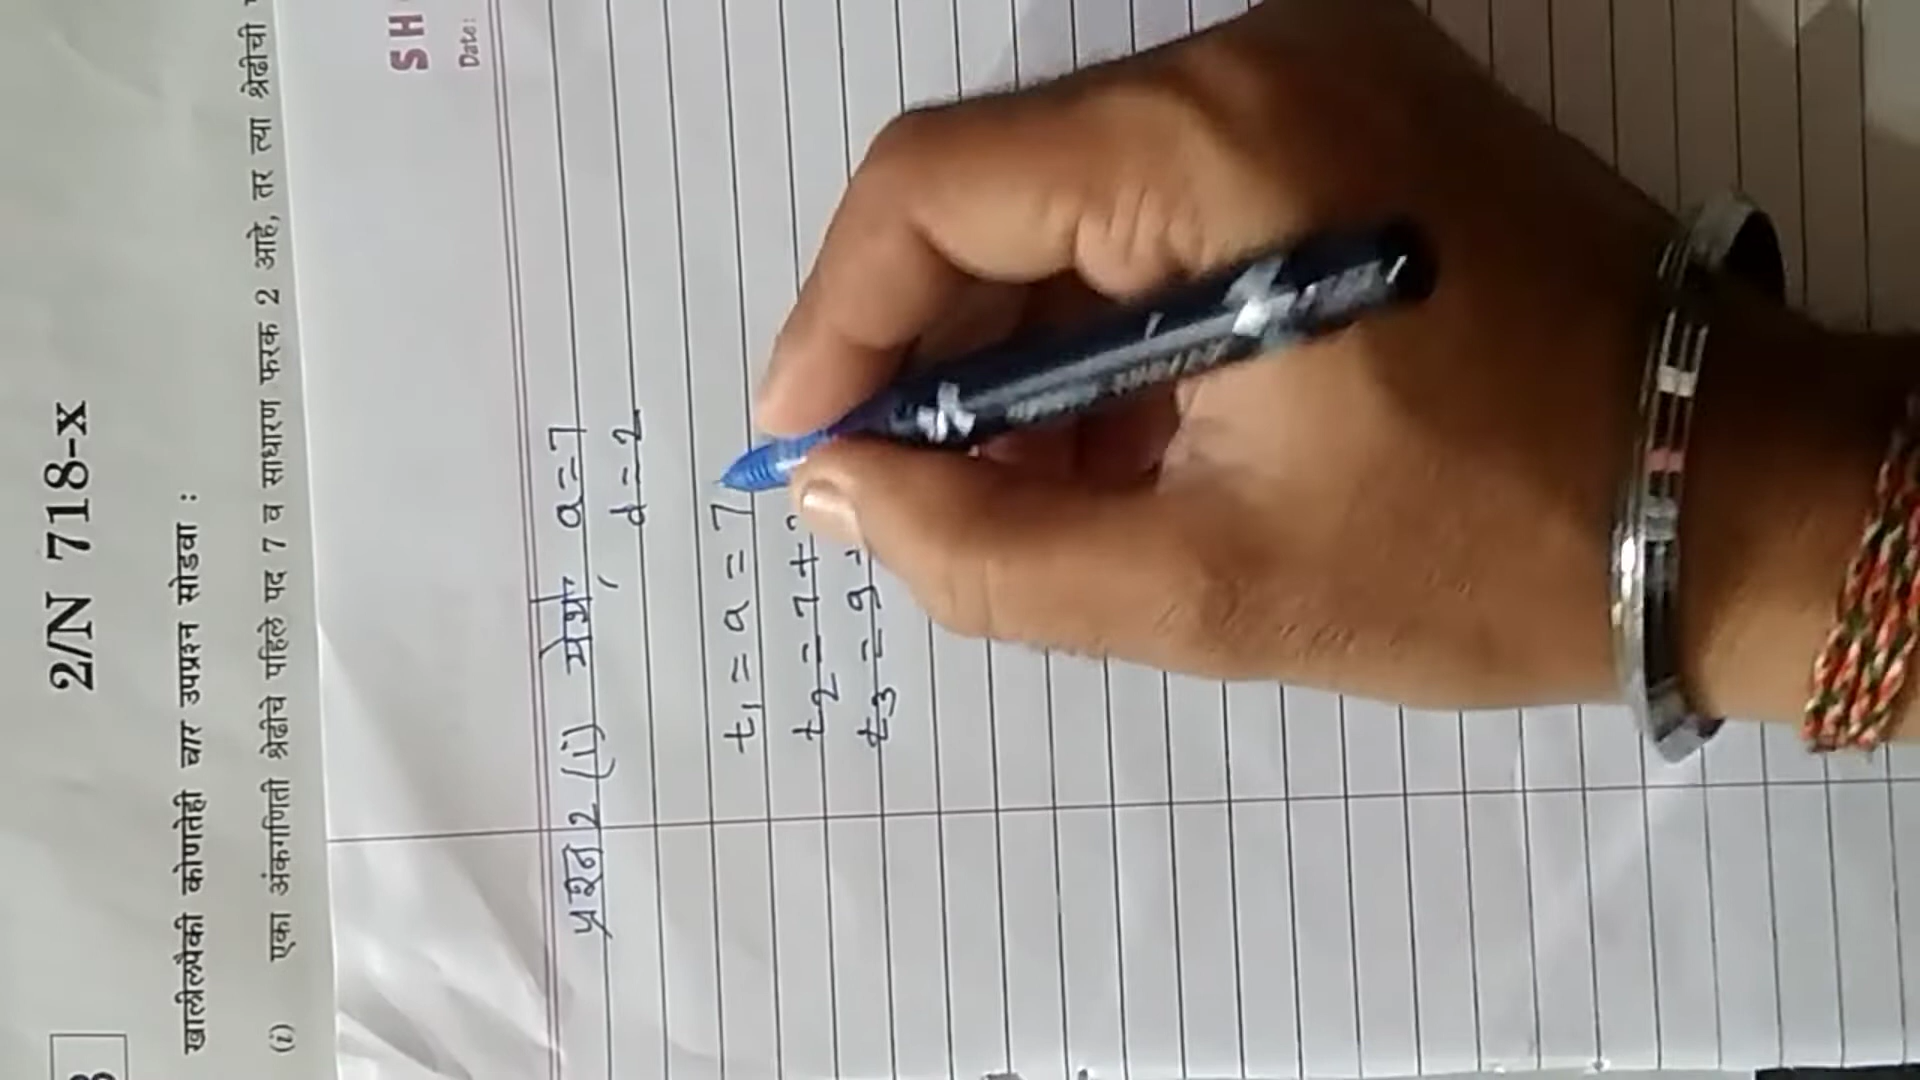 2/N 718-x
खालीलपैकी कोणतेही चार उपप्रश्न सोडवा :
(i) एका अंकगणिती श्रेढीचे पहिले पद 7 व साधारण फरक 2 आहे, तर त्या श्रेढीची
SH
Date:
प्रश्न 2 (i) येथे, a = 7
d = 2
t₁ = a = 7
t₂ = 7 +
t₃ = 9